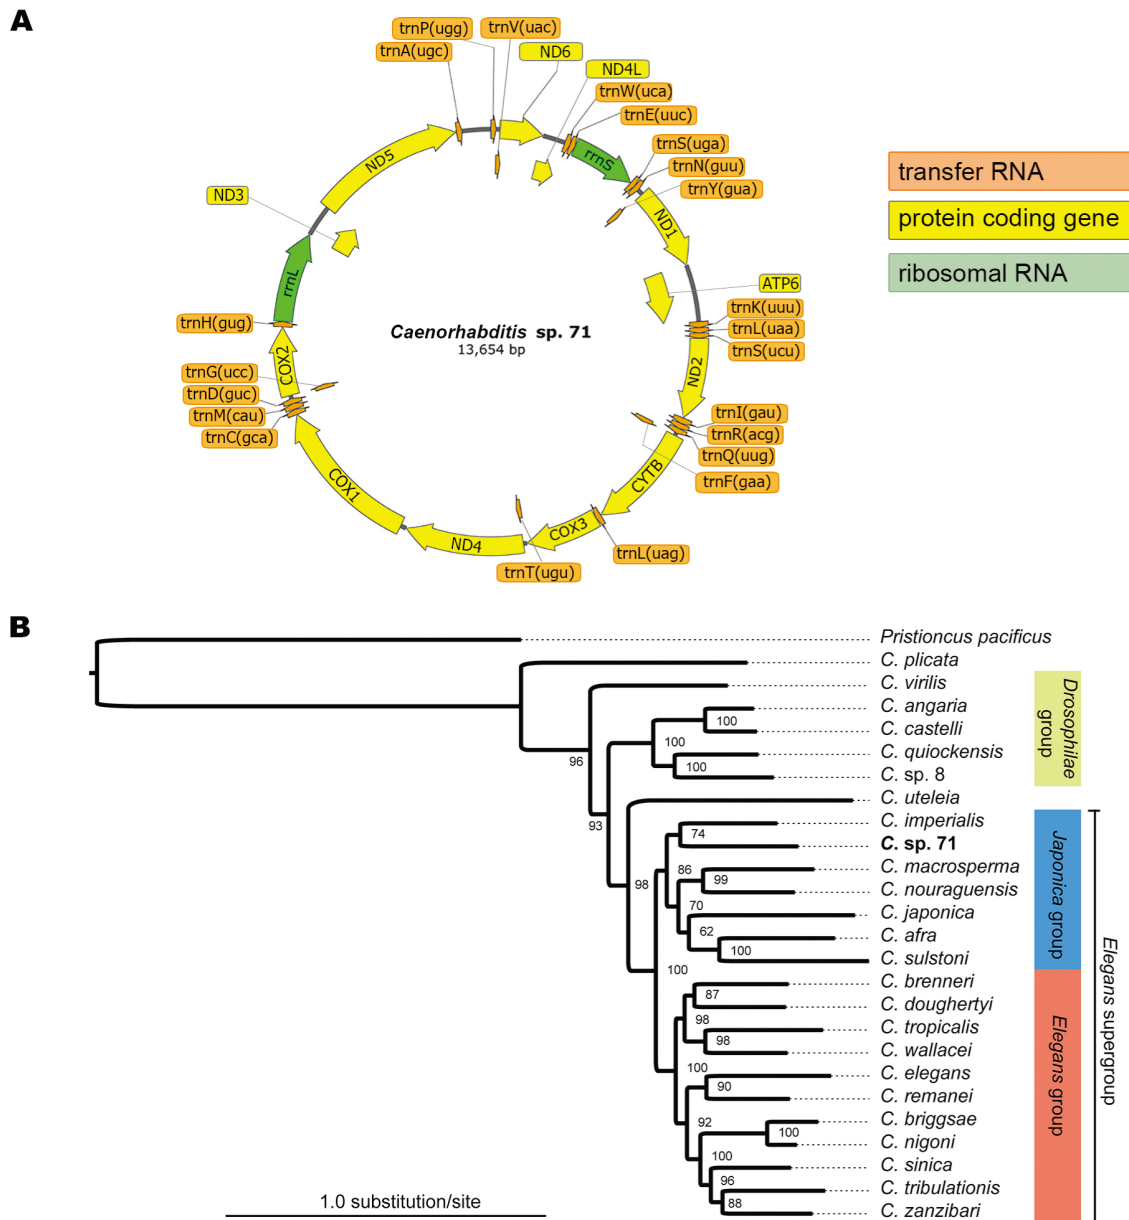 A
trnP(ugg)
trnV(uac)
trnA(ugc)
ND6
ND4L
trnW(uca)
trnE(uuc)
trnS(uga)
trnN(guu)
trnY(gua)
ND5
rrnS
ND3
ND1
rrnL
ATP6
trnH(gug)
Caenorhabditis sp. 71
13,654 bp
trnK(uuu)
trnL(uaa)
trnS(ucu)
COX2
ND2
trnG(ucc)
trnD(guc)
trnM(cau)
trnC(gca)
trnI(gau)
trnR(acg)
trnQ(uug)
trnF(gaa)
COX1
CYTB
ND4
COX3
trnL(uag)
trnT(ugu)
transfer RNA
protein coding gene
ribosomal RNA
B
Pristioncus pacificus
C. plicata
C. virilis
C. angaria
100
C. castelli
100
C. quiockensis
96
100
C. sp. 8
C. uteleia
93
C. imperialis
74
C. sp. 71
C. macrosperma
86
99
98
C. nouraguensis
70
C. japonica
62
C. afra
100
C. sulstoni
100
C. brenneri
87
C. doughertyi
98
C. tropicalis
98
C. wallacei
100
C. elegans
90
C. remanei
92
C. briggsae
100
C. nigoni
100
C. sinica
96
C. tribulationis
88
C. zanzibari
Drosophilae
group
Japonica group
Elegans group
Elegans supergroup
1.0 substitution/site